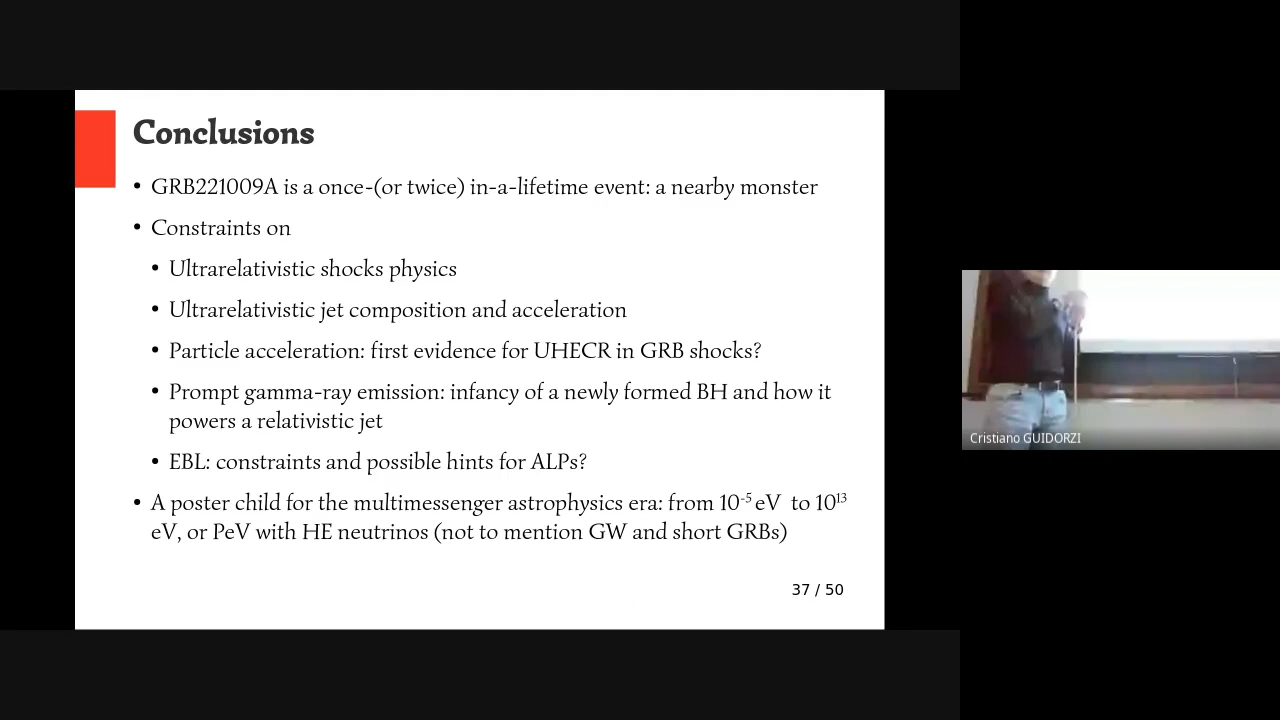 Conclusions
• GRB221009A is a once-(or twice) in-a-lifetime event: a nearby monster
• Constraints on
• Ultrarelativistic shocks physics
• Ultrarelativistic jet composition and acceleration
• Particle acceleration: first evidence for UHECR in GRB shocks?
• Prompt gamma-ray emission: infancy of a newly formed BH and how it
powers a relativistic jet
• EBL: constraints and possible hints for ALPs?
• A poster child for the multimessenger astrophysics era: from 10⁻⁵ eV to 10¹³
eV, or PeV with HE neutrinos (not to mention GW and short GRBs)
37 / 50
Cristiano GUIDORZI